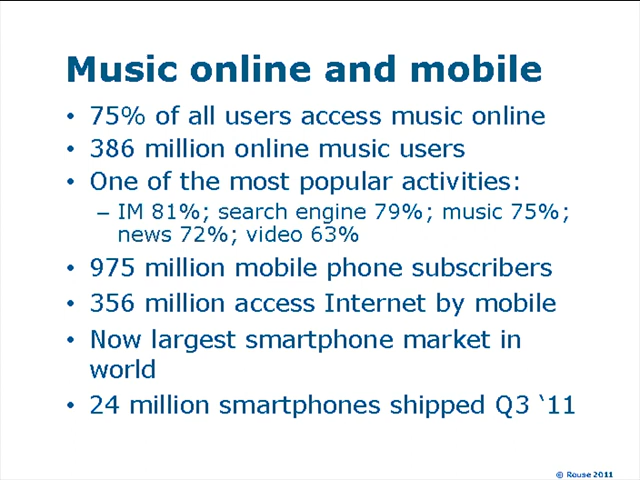 Music online and mobile
• 75% of all users access music online
• 386 million online music users
• One of the most popular activities:
– IM 81%; search engine 79%; music 75%;
news 72%; video 63%
• 975 million mobile phone subscribers
• 356 million access Internet by mobile
• Now largest smartphone market in
world
• 24 million smartphones shipped Q3 ‘11
© Rouse 2011